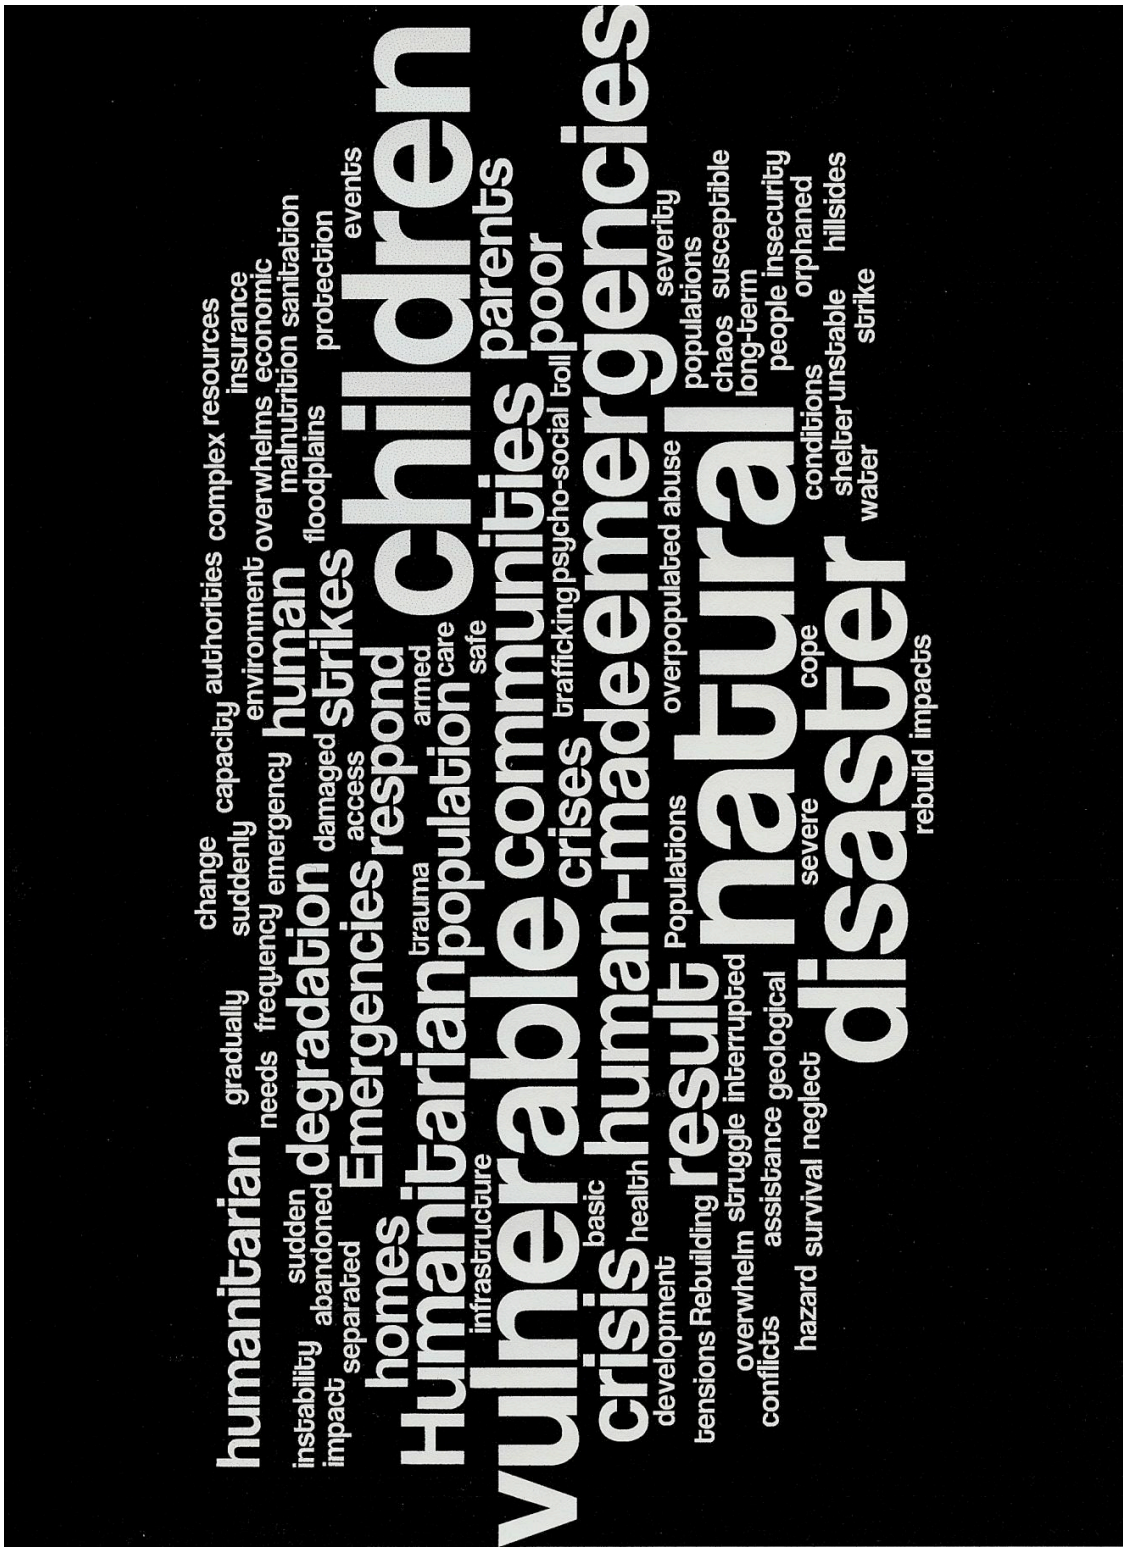 change
capacity authorities complex resources
humanitarian gradually suddenly environment overwhelms economic insurance
needs frequency emergency human malnutrition sanitation
instability sudden degradation damaged strikes floodplains protection
impact abandoned
separated Emergencies access events
homes respond children
Humanitarian trauma armed
population care
infrastructure safe parents
vulnerable communities poor
crises trafficking psycho-social toll
basic
crisis health human-made emergencies
development result Populations overpopulated abuse severity
tensions Rebuilding natural populations
struggle interrupted chaos susceptible
overwhelm long-term
conflicts assistance geological people insecurity
hazard survival neglect severe cope conditions orphaned
disaster shelter unstable hillsides
water strike
rebuild impacts